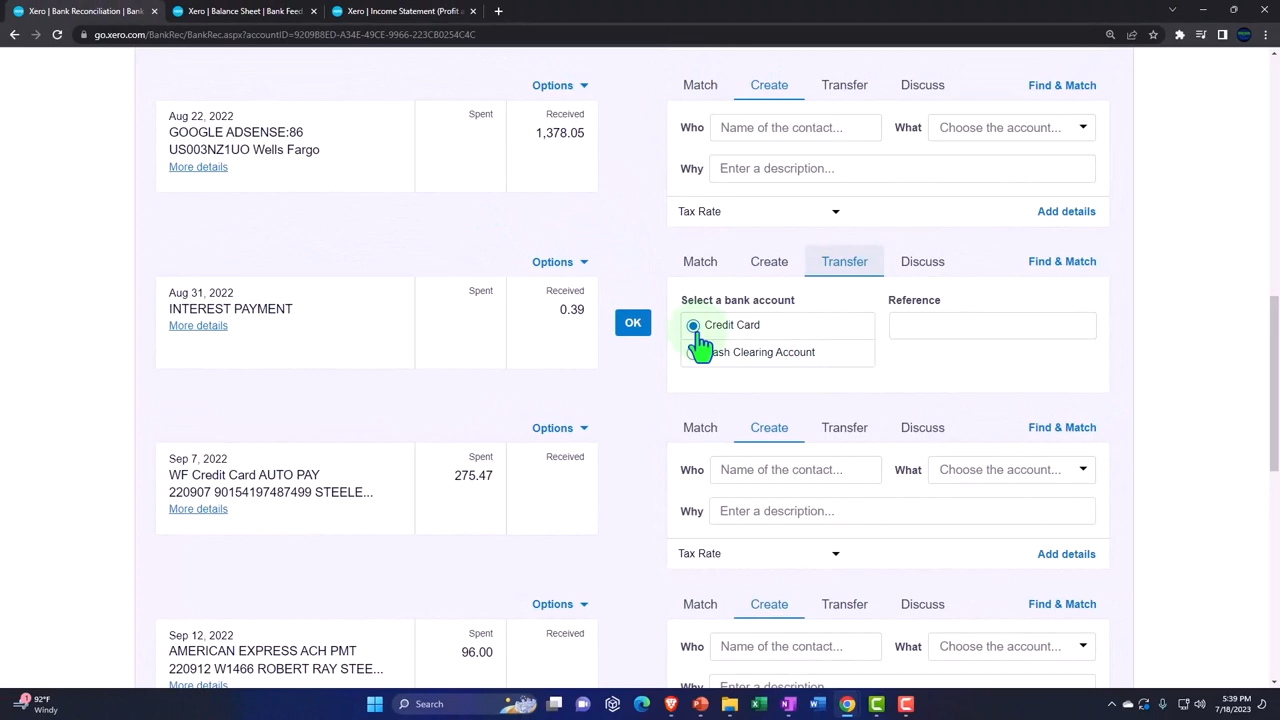 Xero | Reconciliation | Bank
Xero | Balance Sheet | Bank Feed
Xero | Income Statement (Profit a
go.xero.com/BankRec/BankRec.aspx?accountID=9209B8ED-A34E-49CE-9966-223CB0254C4C
Options
Match Create Transfer Discuss Find & Match
Aug 22, 2022 Spent Received
GOOGLE ADSENSE:86 1,378.05
US003NZ1UO Wells Fargo
More details
Who Name of the contact... What Choose the account...
Why Enter a description...
Tax Rate Add details
Options
Match Create Transfer Discuss Find & Match
Aug 31, 2022 Spent Received
INTEREST PAYMENT 0.39
More details
OK
Select a bank account Reference
Credit Card
Clearing Account
Options
Match Create Transfer Discuss Find & Match
Sep 7, 2022 Spent Received
WF Credit Card AUTO PAY 275.47
220907 90154197487499 STEELE...
More details
Who Name of the contact... What Choose the account...
Why Enter a description...
Tax Rate Add details
Options
Match Create Transfer Discuss Find & Match
Sep 12, 2022 Spent Received
AMERICAN EXPRESS ACH PMT 96.00
220912 W1466 ROBERT RAY STEE...
More details
Who Name of the contact... What Choose the account...
Why Enter a description...
92°F
Windy
Search
5:39 PM
7/18/2023